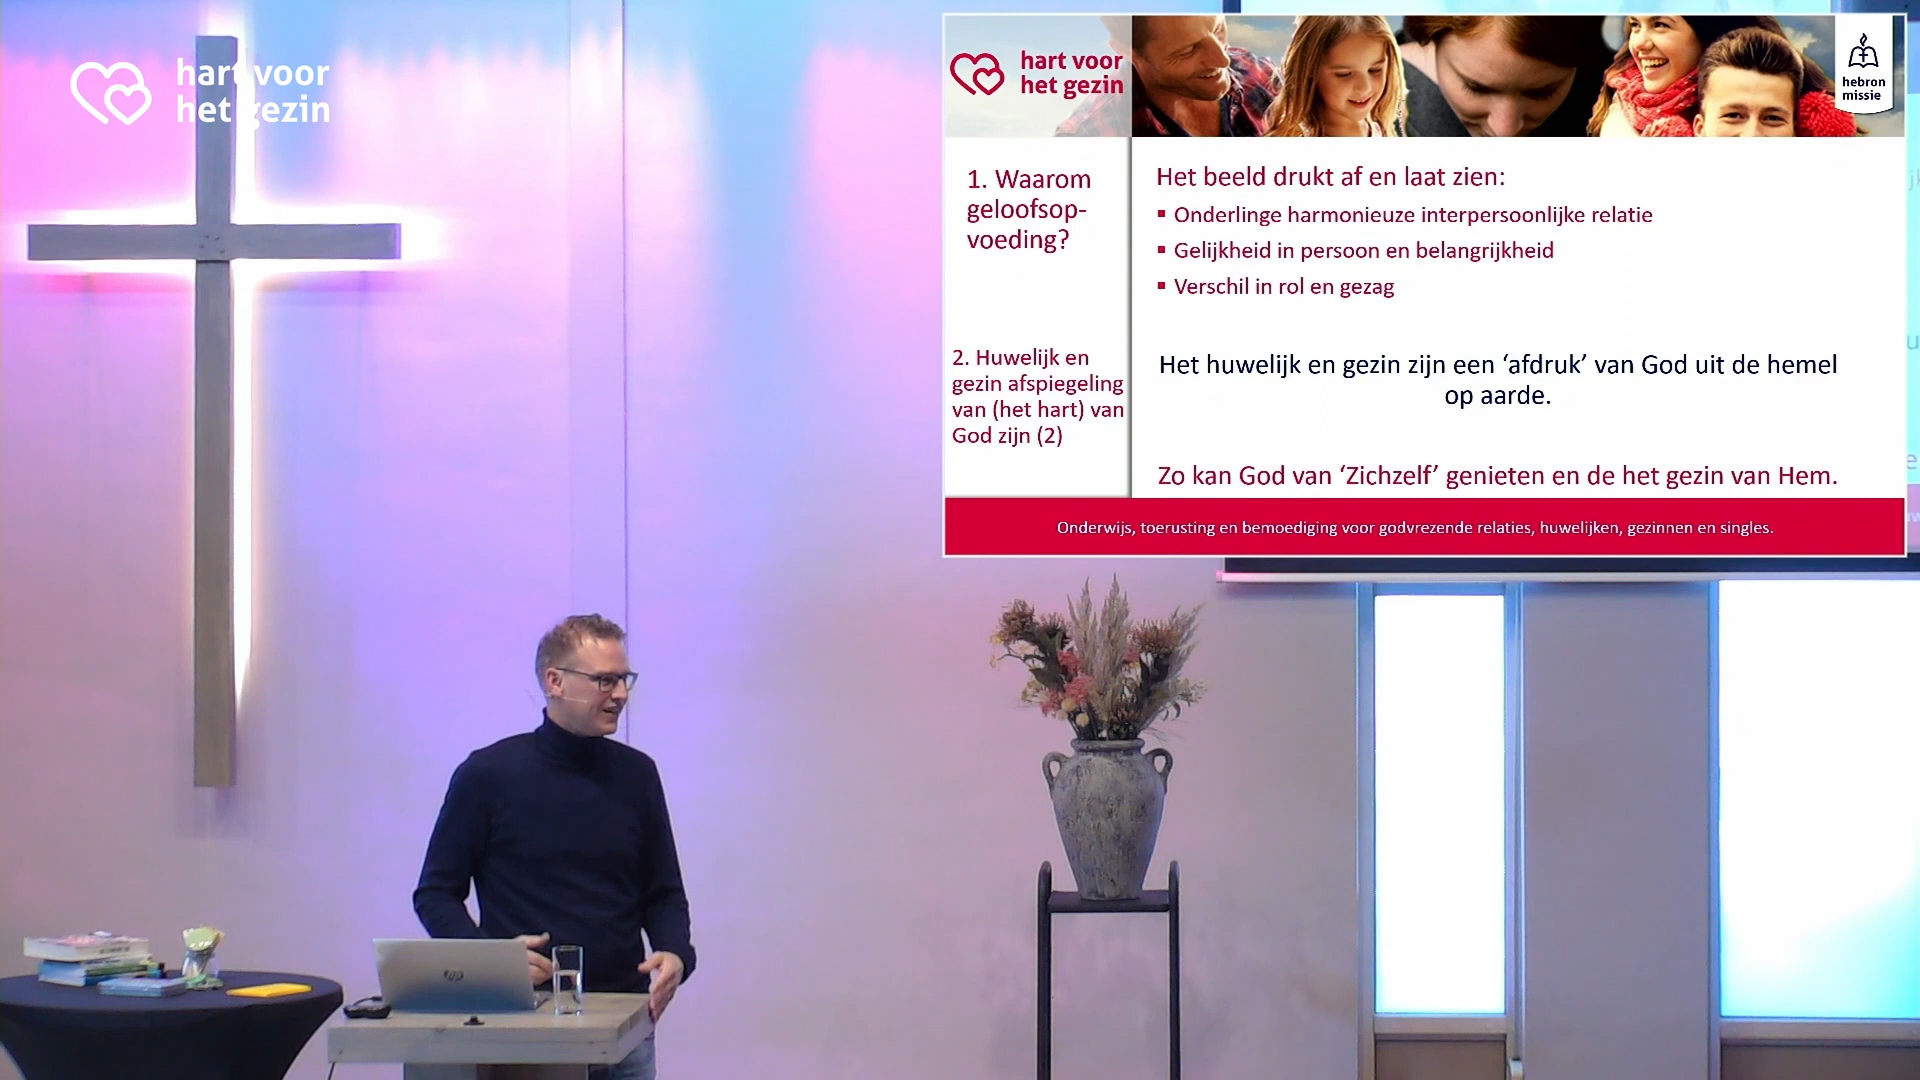 hart voor
het gezin
hart voor
het gezin
hebron
missie
1. Waarom
geloofsop-
voeding?
2. Huwelijk en
gezin afspiegeling
van (het hart) van
God zijn (2)
Het beeld drukt af en laat zien:
▪ Onderlinge harmonieuze interpersoonlijke relatie
▪ Gelijkheid in persoon en belangrijkheid
▪ Verschil in rol en gezag
Het huwelijk en gezin zijn een ‘afdruk’ van God uit de hemel
op aarde.
Zo kan God van ‘Zichzelf’ genieten en de het gezin van Hem.
Onderwijs, toerusting en bemoediging voor godvrezende relaties, huwelijken, gezinnen en singles.
hp